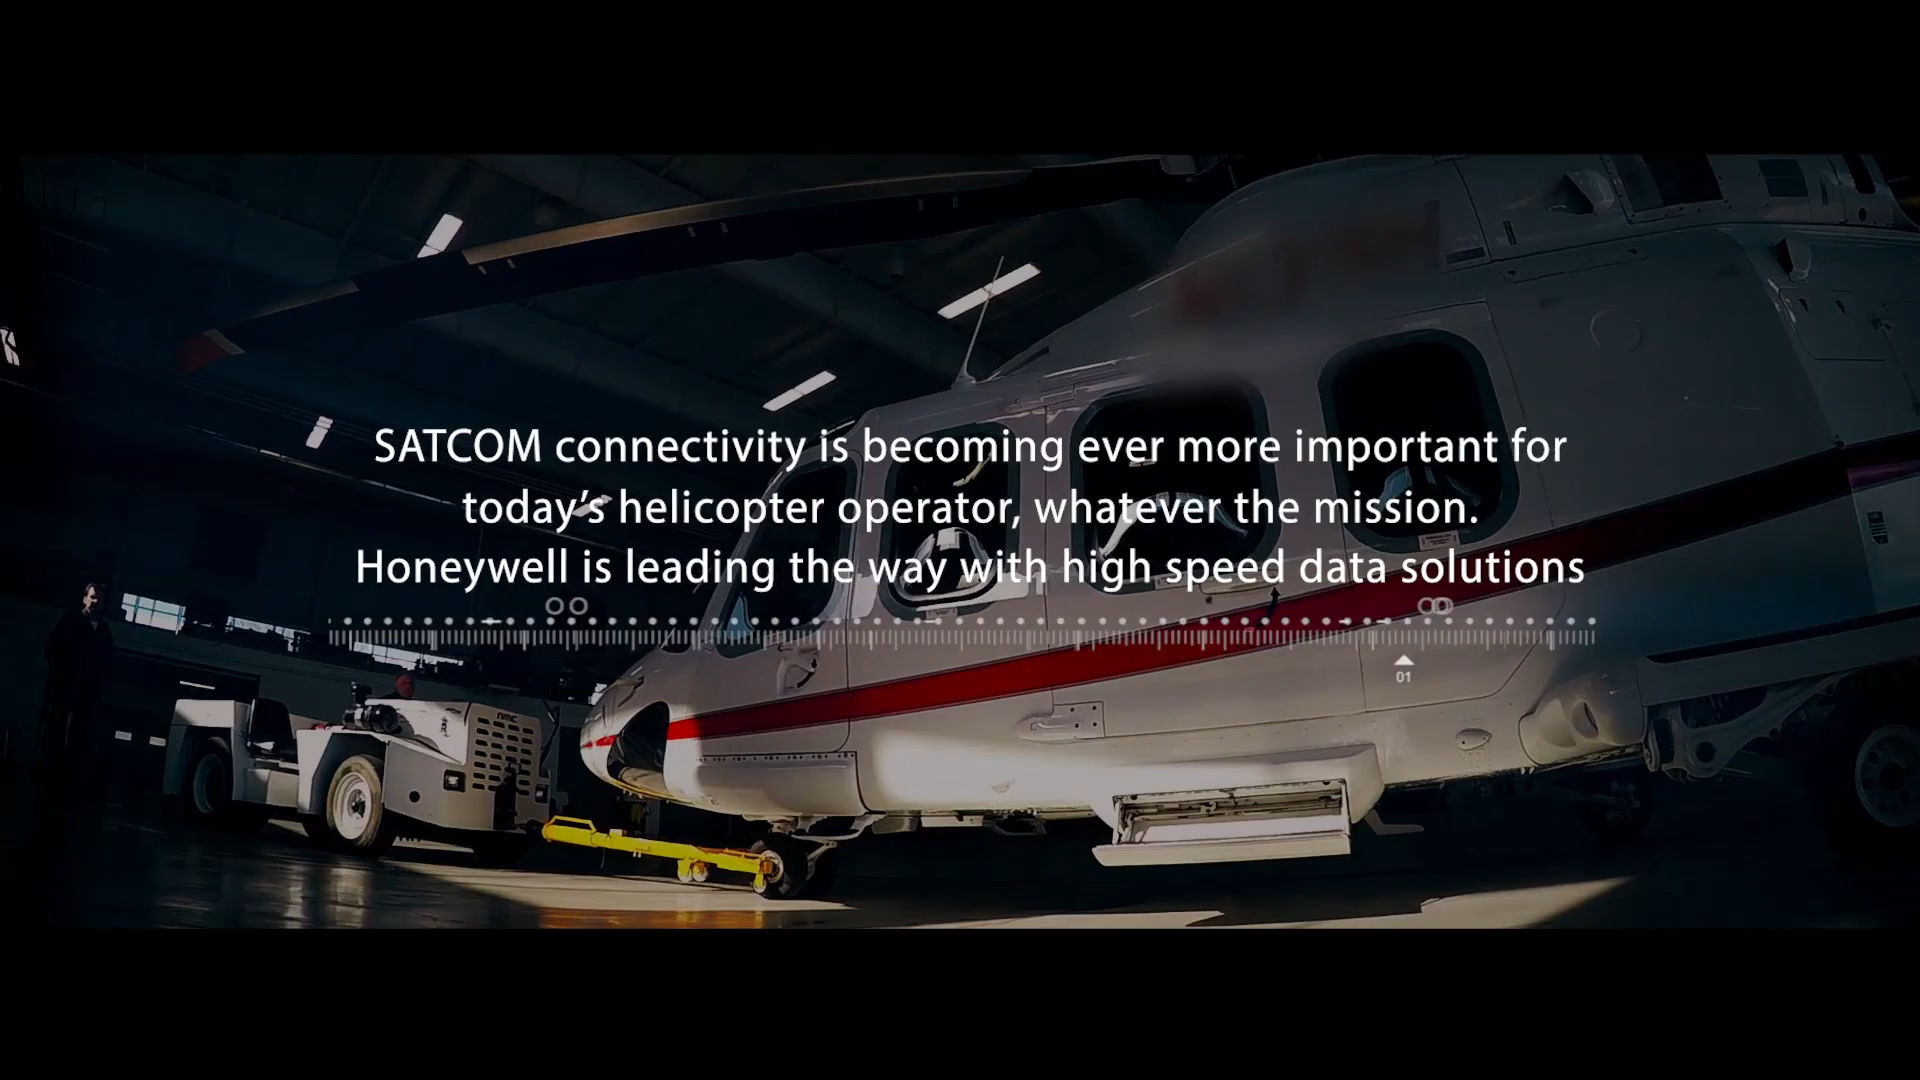 SATCOM connectivity is becoming ever more important for
today’s helicopter operator, whatever the mission.
Honeywell is leading the way with high speed data solutions
01
NMC